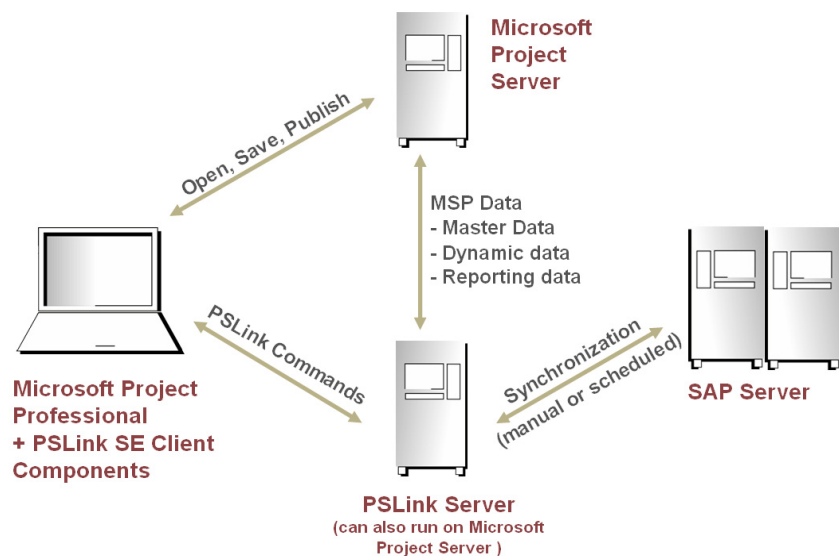 Microsoft
Project
Server
Open, Save, Publish
MSP Data
- Master Data
- Dynamic data
- Reporting data
PSLink Commands
Synchronization
(manual or scheduled)
SAP Server
Microsoft Project
Professional
+ PSLink SE Client
Components
PSLink Server
(can also run on Microsoft
Project Server )